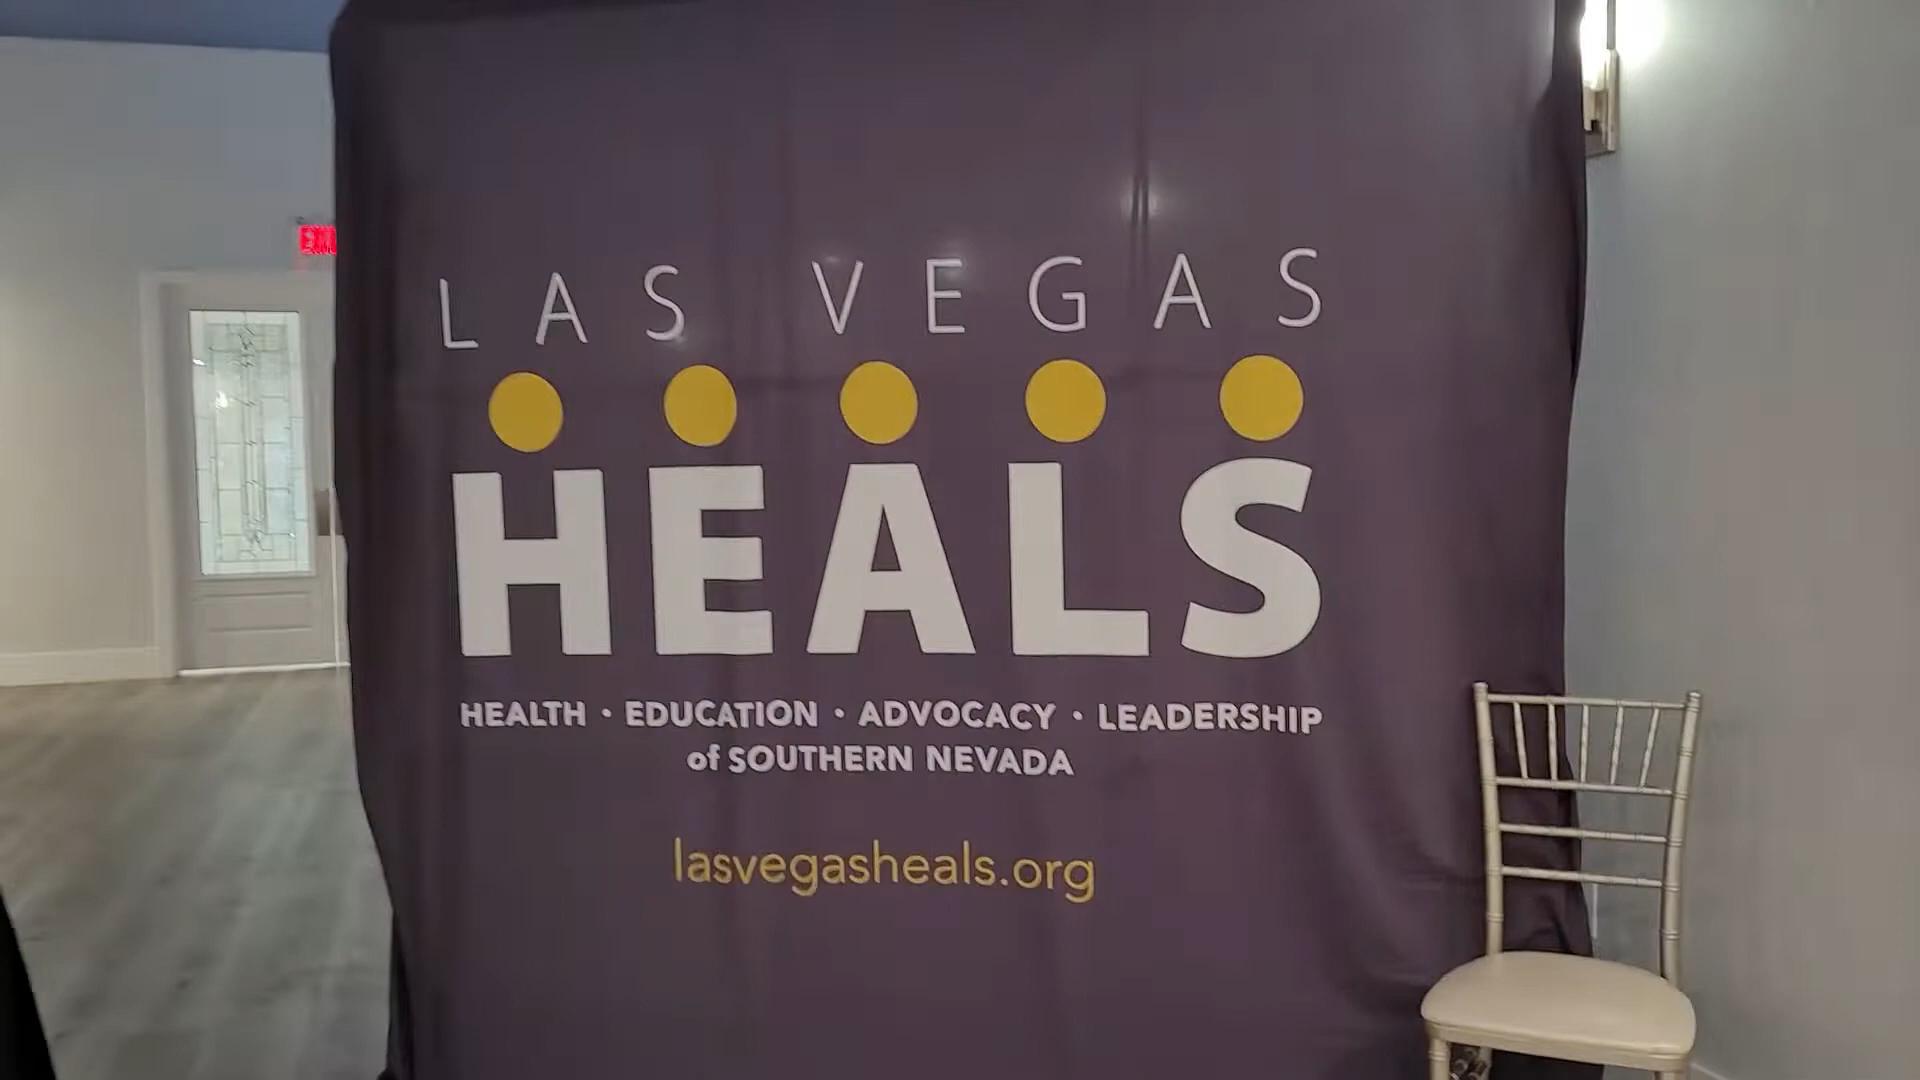 LAS VEGAS
HEALS
HEALTH · EDUCATION · ADVOCACY · LEADERSHIP
of SOUTHERN NEVADA
lasvegasheals.org